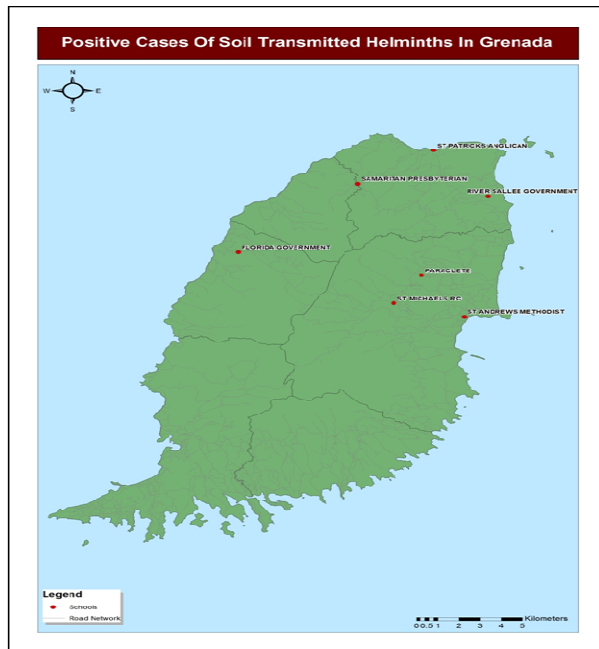 Positive Cases Of Soil Transmitted Helminths In Grenada
N
W E
S
ST.PATRICKS ANGLICAN
SAMARITAN PRESBYTERIAN
RIVER SALLEE GOVERNMENT
FLORIDA GOVERNMENT
PARACLETE
ST.MICHAELS RC
ST.ANDREWS METHODIST
Legend
Schools
Road Network
Kilometers
0 0.5 1 2 3 4 5